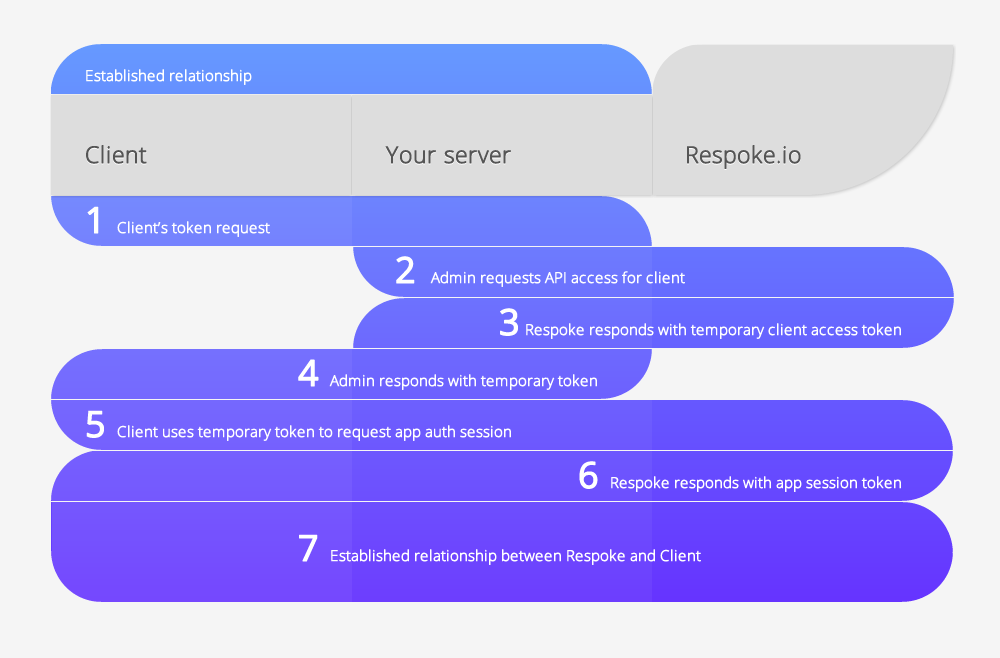 Established relationship
Client
Your server
Respoke.io
1 Client’s token request
2 Admin requests API access for client
3 Respoke responds with temporary client access token
4 Admin responds with temporary token
5 Client uses temporary token to request app auth session
6 Respoke responds with app session token
7 Established relationship between Respoke and Client